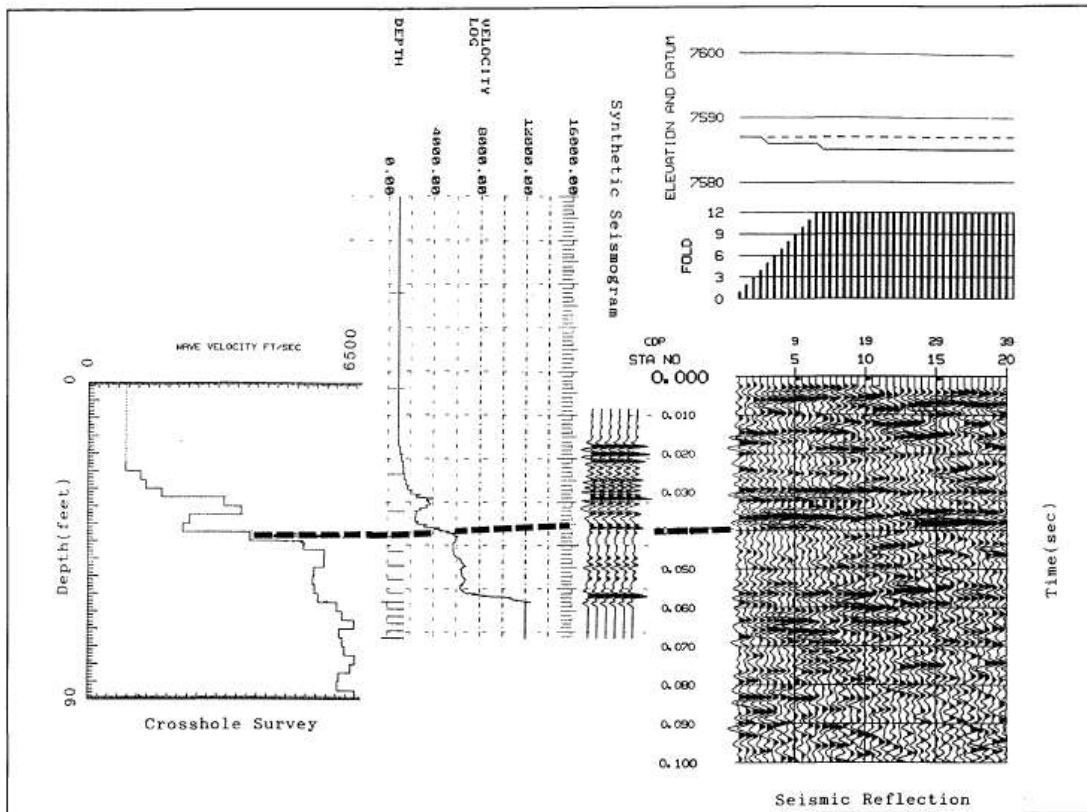 DEPTH
VELOCITY
LOG
0.00
4000.00
8000.00
12000.00
16000.00
Synthetic Seismogram
ELEVATION AND DATUM
7600
7590
7580
FOLD
12
9
6
3
0
WAVE VELOCITY FT/SEC
0
6500
0
Depth(feet)
90
Crosshole Survey
CDP 9 19 29 39
STA NO 5 10 15 20
0.000
0.010
0.020
0.030
0.050
0.060
0.070
0.080
0.090
0.100
Time(sec)
Seismic Reflection